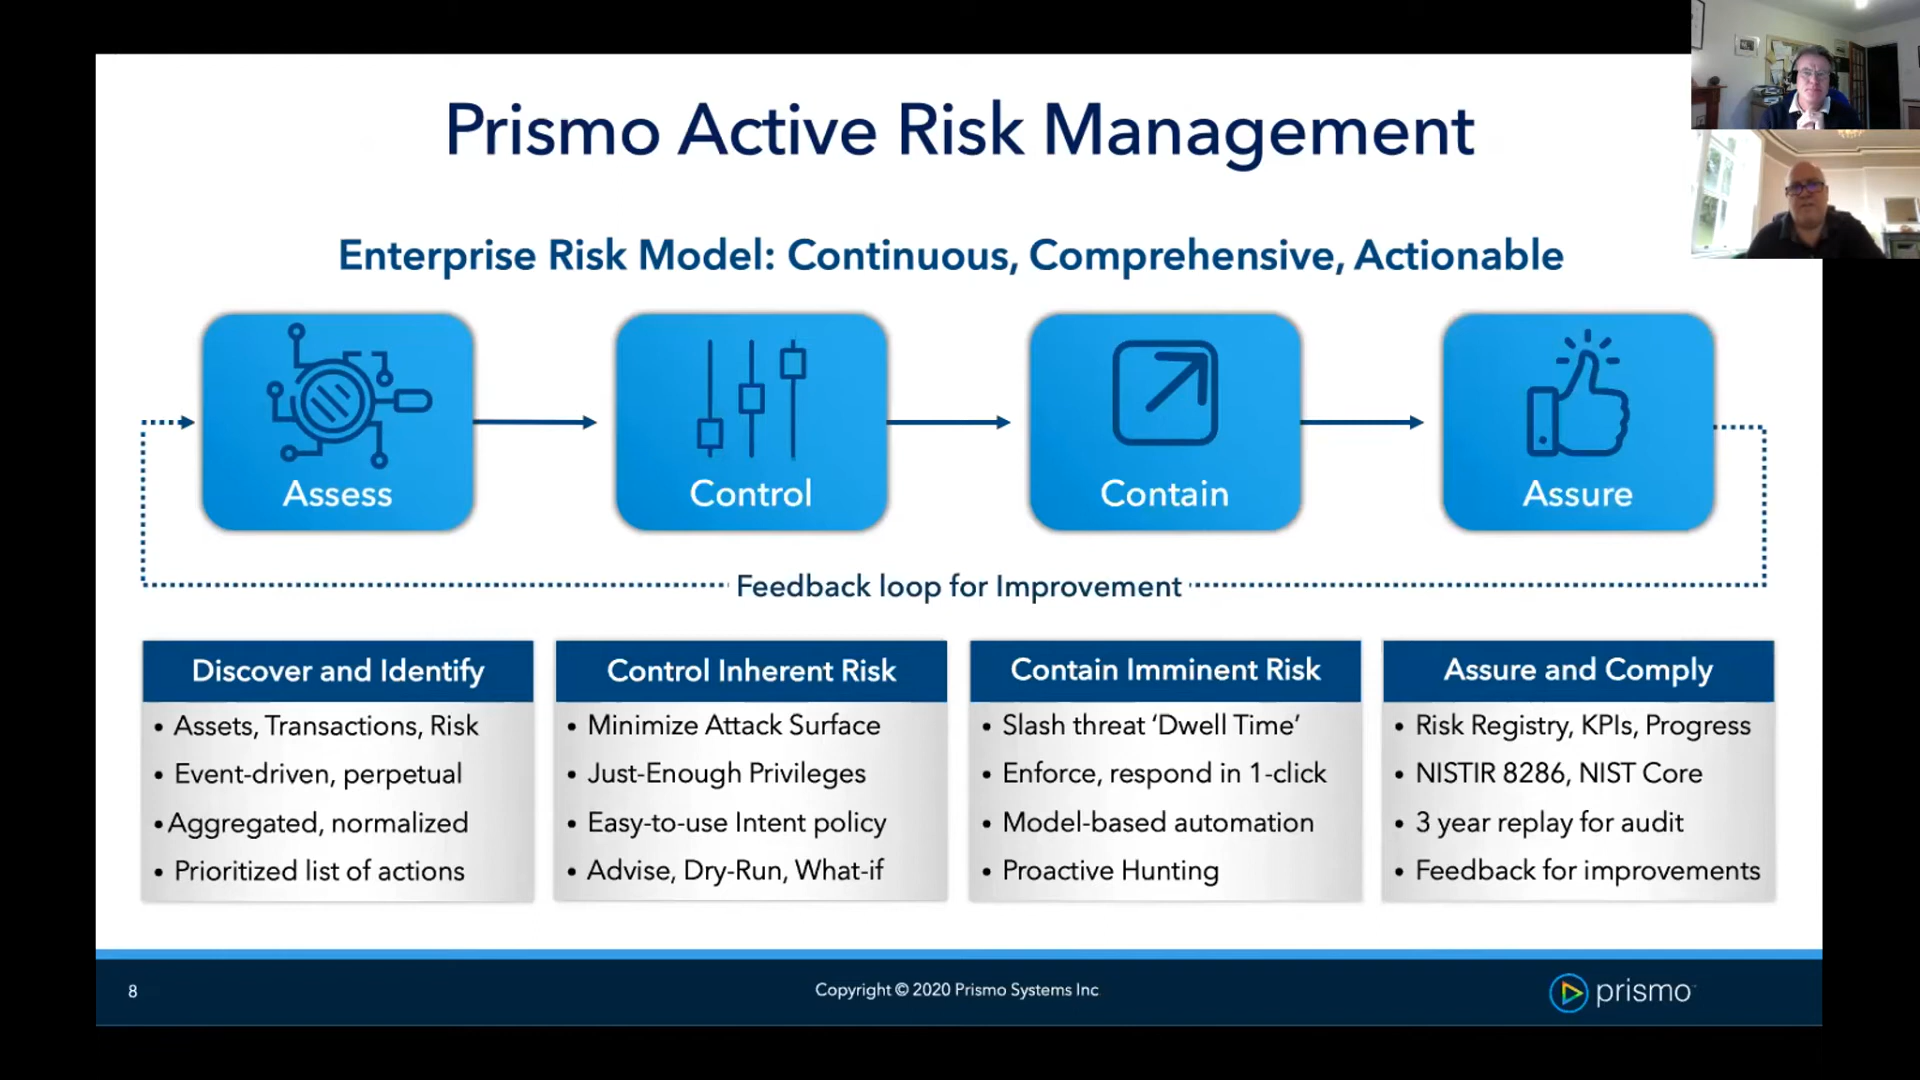 Prismo Active Risk Management
Enterprise Risk Model: Continuous, Comprehensive, Actionable
Assess
Control
Contain
Assure
Feedback loop for Improvement
Discover and Identify
• Assets, Transactions, Risk
• Event-driven, perpetual
• Aggregated, normalized
• Prioritized list of actions
Control Inherent Risk
• Minimize Attack Surface
• Just-Enough Privileges
• Easy-to-use Intent policy
• Advise, Dry-Run, What-if
Contain Imminent Risk
• Slash threat ‘Dwell Time’
• Enforce, respond in 1-click
• Model-based automation
• Proactive Hunting
Assure and Comply
• Risk Registry, KPIs, Progress
• NISTIR 8286, NIST Core
• 3 year replay for audit
• Feedback for improvements
8
Copyright © 2020 Prismo Systems Inc
prismo